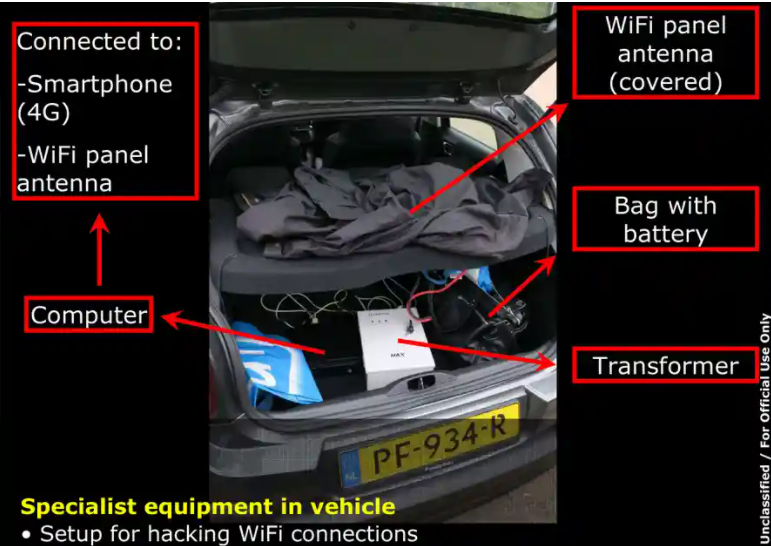 Connected to:
-Smartphone
(4G)
-WiFi panel
antenna
WiFi panel
antenna
(covered)
Bag with
battery
Computer
Transformer
MAX
NL
PF-934-R
Specialist equipment in vehicle
• Setup for hacking WiFi connections
Unclassified / For Official Use Only